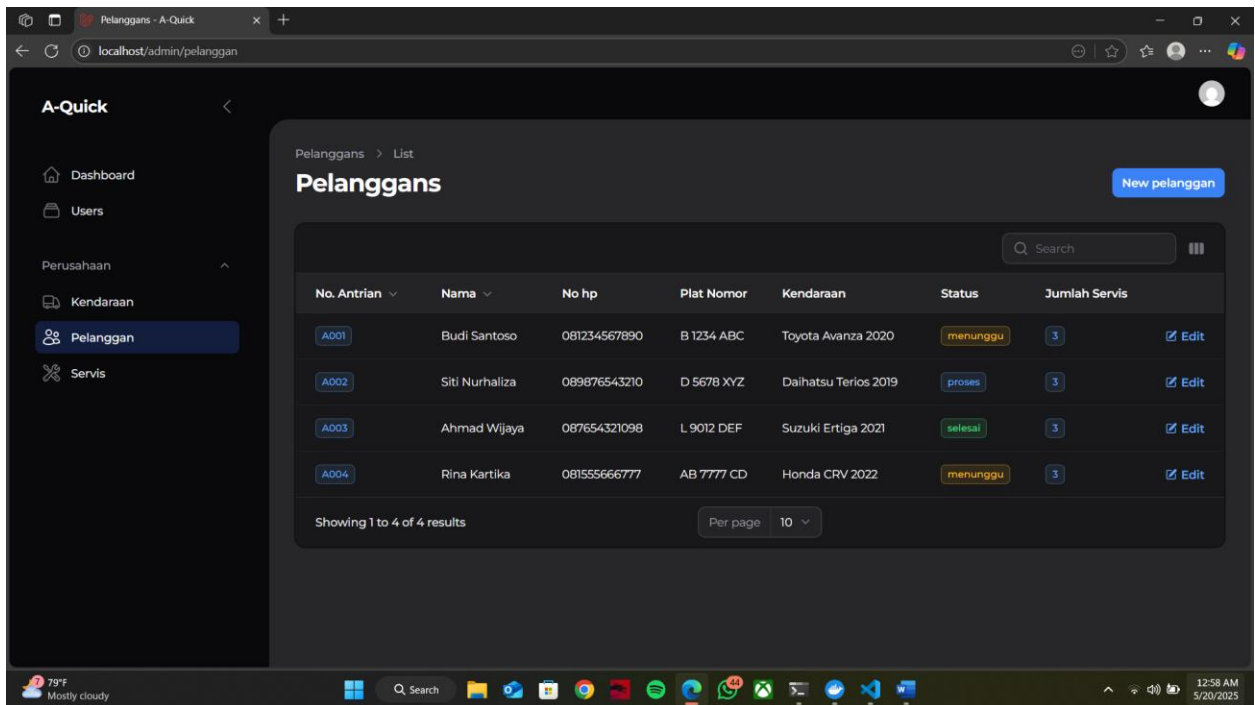 Pelanggans - A-Quick
localhost/admin/pelanggan
A-Quick
Dashboard
Users
Perusahaan
Kendaraan
Pelanggan
Servis
Pelanggans > List
Pelanggans
New pelanggan
Search
No. Antrian Nama No hp Plat Nomor Kendaraan Status Jumlah Servis
A001 Budi Santoso 081234567890 B 1234 ABC Toyota Avanza 2020 menunggu 3 Edit
A002 Siti Nurhaliza 089876543210 D 5678 XYZ Daihatsu Terios 2019 proses 3 Edit
A003 Ahmad Wijaya 087654321098 L 9012 DEF Suzuki Ertiga 2021 selesai 3 Edit
A004 Rina Kartika 081555666777 AB 7777 CD Honda CRV 2022 menunggu 3 Edit
Showing 1 to 4 of 4 results Per page 10
7 79°F
Mostly cloudy
Search
44
12:58 AM
5/20/2025